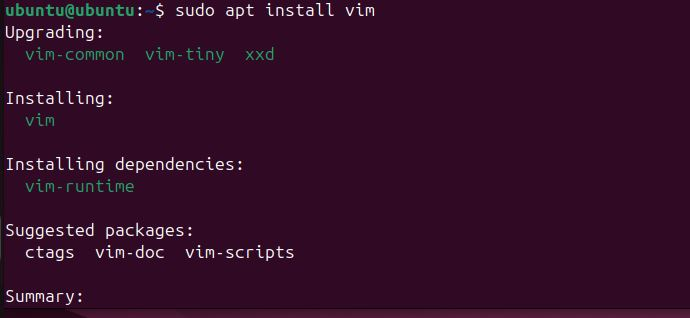 ubuntu@ubuntu:~$ sudo apt install vim
Upgrading:
vim-common vim-tiny xxd
Installing:
vim
Installing dependencies:
vim-runtime
Suggested packages:
ctags vim-doc vim-scripts
Summary: